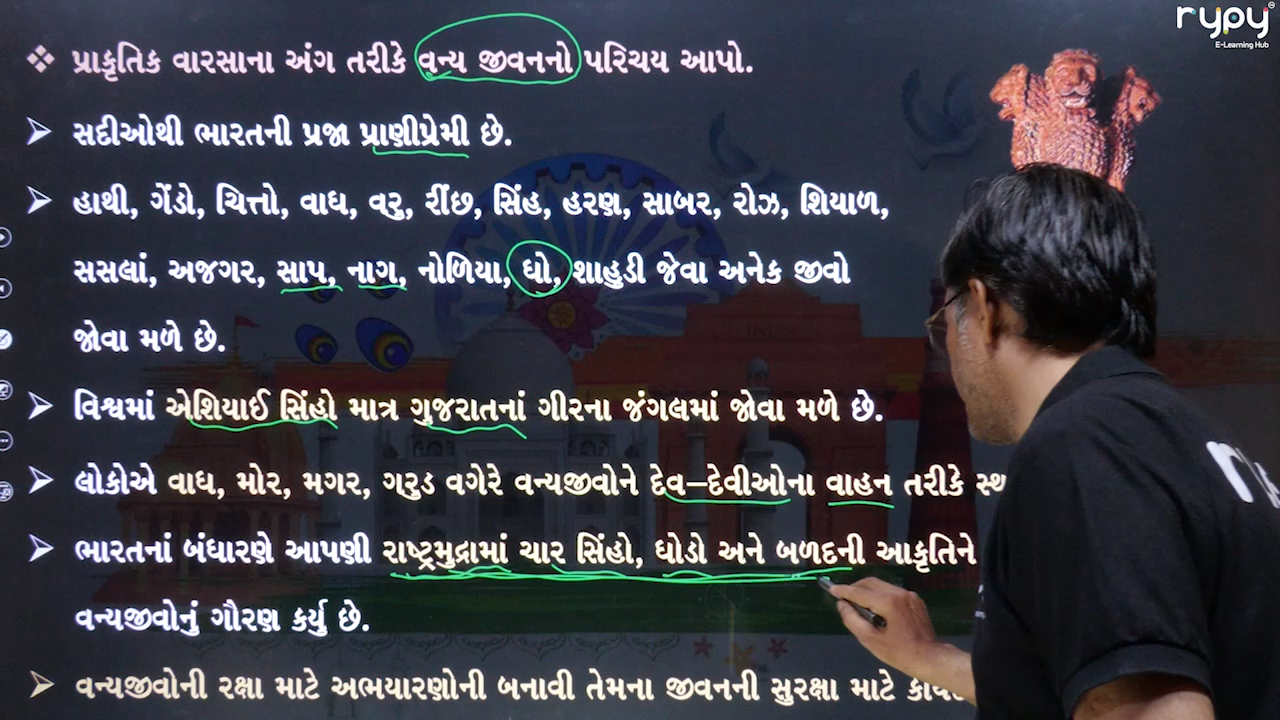 rypy
E-Learning Hub
❖ પ્રાકૃતિક વારસાના અંગ તરીકે વન્ય જીવનનો પરિચય આપો.
➤ સદીઓથી ભારતની પ્રજા પ્રાણીપ્રેમી છે.
➤ હાથી, ગેંડો, ચિત્તો, વાઘ, વરુ, રીંછ, સિંહ, હરણ, સાબર, રોઝ, શિયાળ,
સસલાં, અજગર, સાપ, નાગ, નોળિયા, ઘો, શાહુડી જેવા અનેક જીવો
જોવા મળે છે.
➤ વિશ્વમાં એશિયાઈ સિંહો માત્ર ગુજરાતનાં ગીરના જંગલમાં જોવા મળે છે.
➤ લોકોએ વાઘ, મોર, મગર, ગરુડ વગેરે વન્યજીવોને દેવ–દેવીઓના વાહન તરીકે
➤ ભારતનાં બંધારણે આપણી રાષ્ટ્રમુદ્રામાં ચાર સિંહો, ઘોડો અને બળદની આકૃતિને
વન્યજીવોનું ગૌરણ કર્યુ છે.
➤ વન્યજીવોની રક્ષા માટે અભયારણોની બનાવી તેમના જીવનની સુરક્ષા માટે